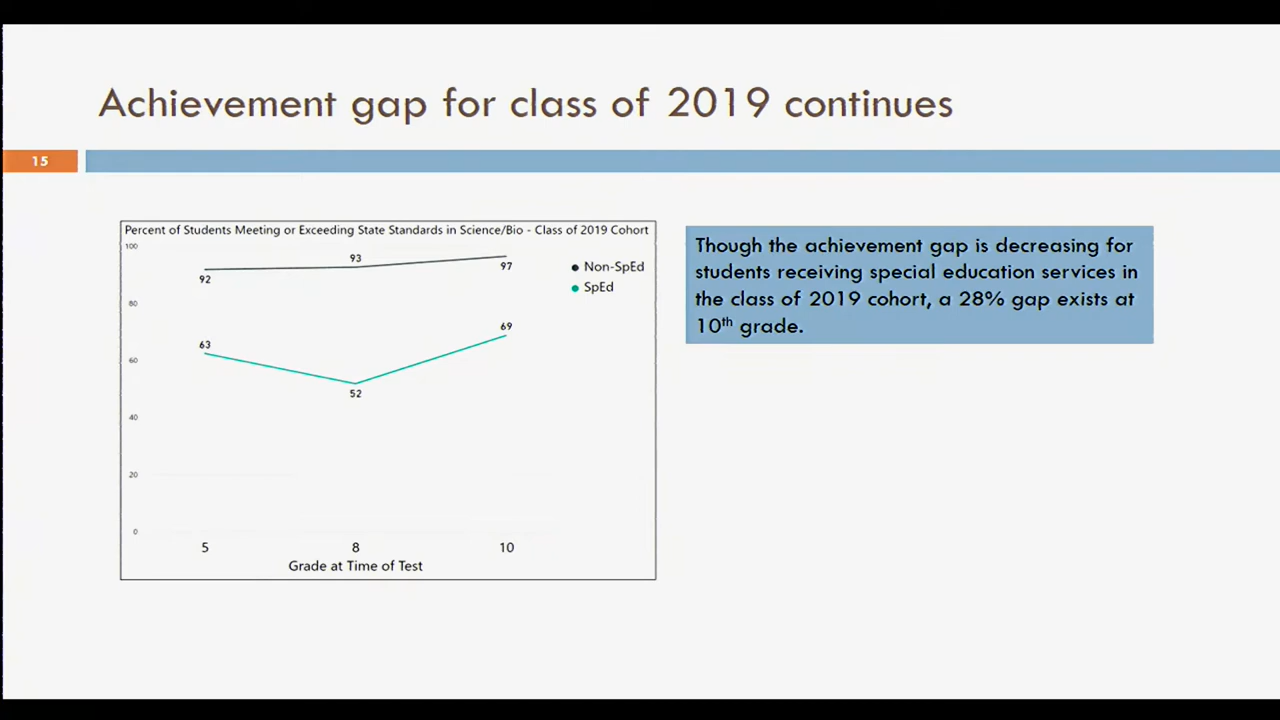 Achievement gap for class of 2019 continues
15
Percent of Students Meeting or Exceeding State Standards in Science/Bio - Class of 2019 Cohort
100
80
60
40
20
0
92
93
97
63
52
69
Non-SpEd
SpEd
5 8 10
Grade at Time of Test
Though the achievement gap is decreasing for
students receiving special education services in
the class of 2019 cohort, a 28% gap exists at
10th grade.